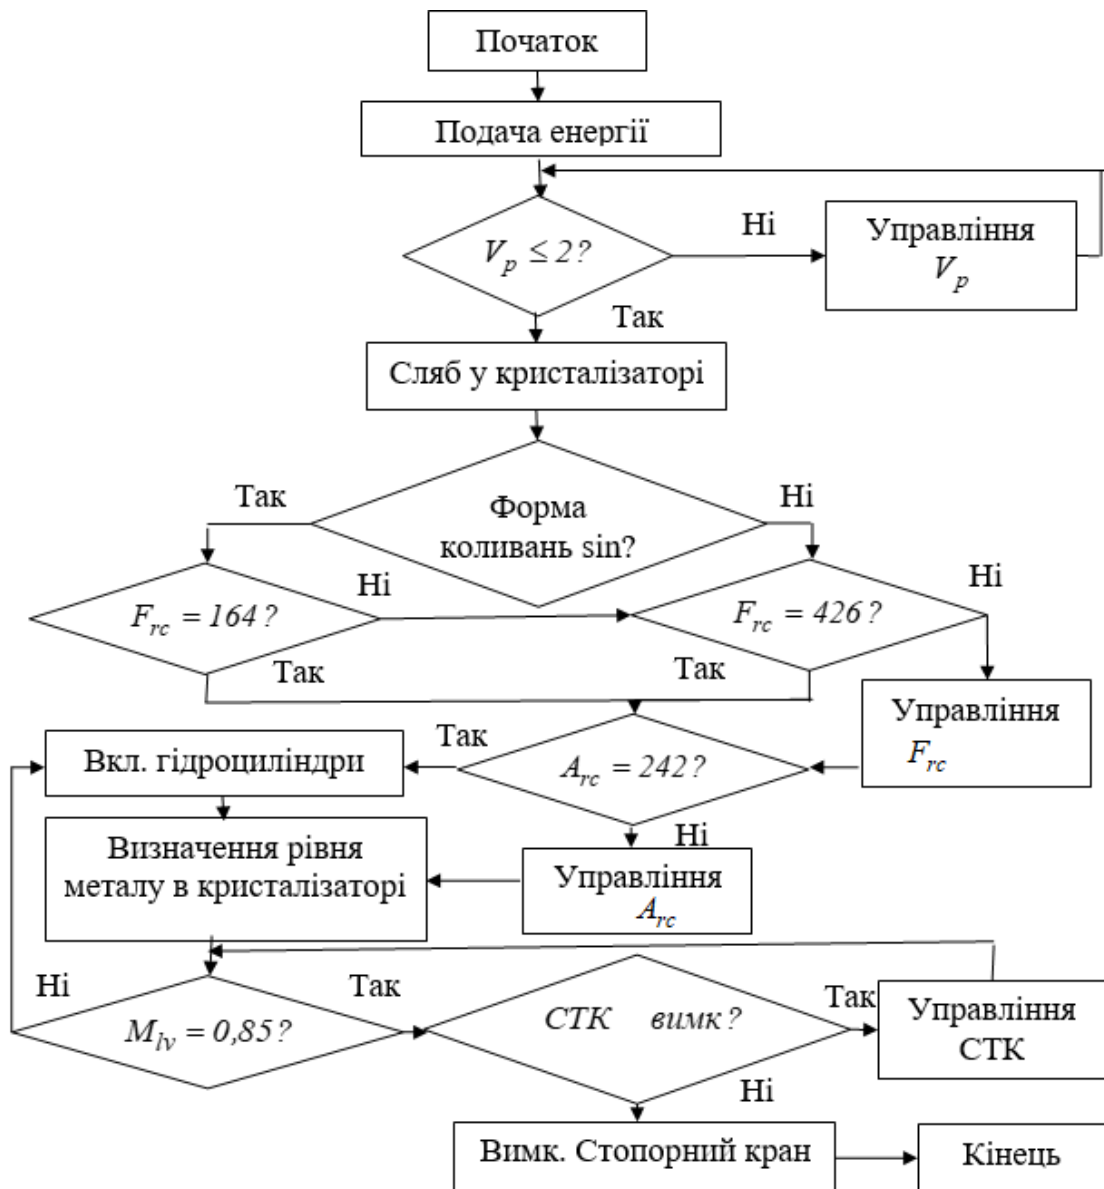 Початок
Подача енергії
V_p ≤ 2?
Ні
Управління
V_p
Так
Сляб у кристалізаторі
Форма
коливань sin?
Так
Ні
F_rc = 164?
Ні
F_rc = 426?
Ні
Так
Так
Управління
F_rc
Вкл. гідроциліндри
Так
A_rc = 242?
Ні
Визначення рівня
металу в кристалізаторі
Управління
A_rc
Ні
M_lv = 0,85?
Так
СТК вимк?
Так
Управління
СТК
Ні
Вимк. Стопорний кран
Кінець